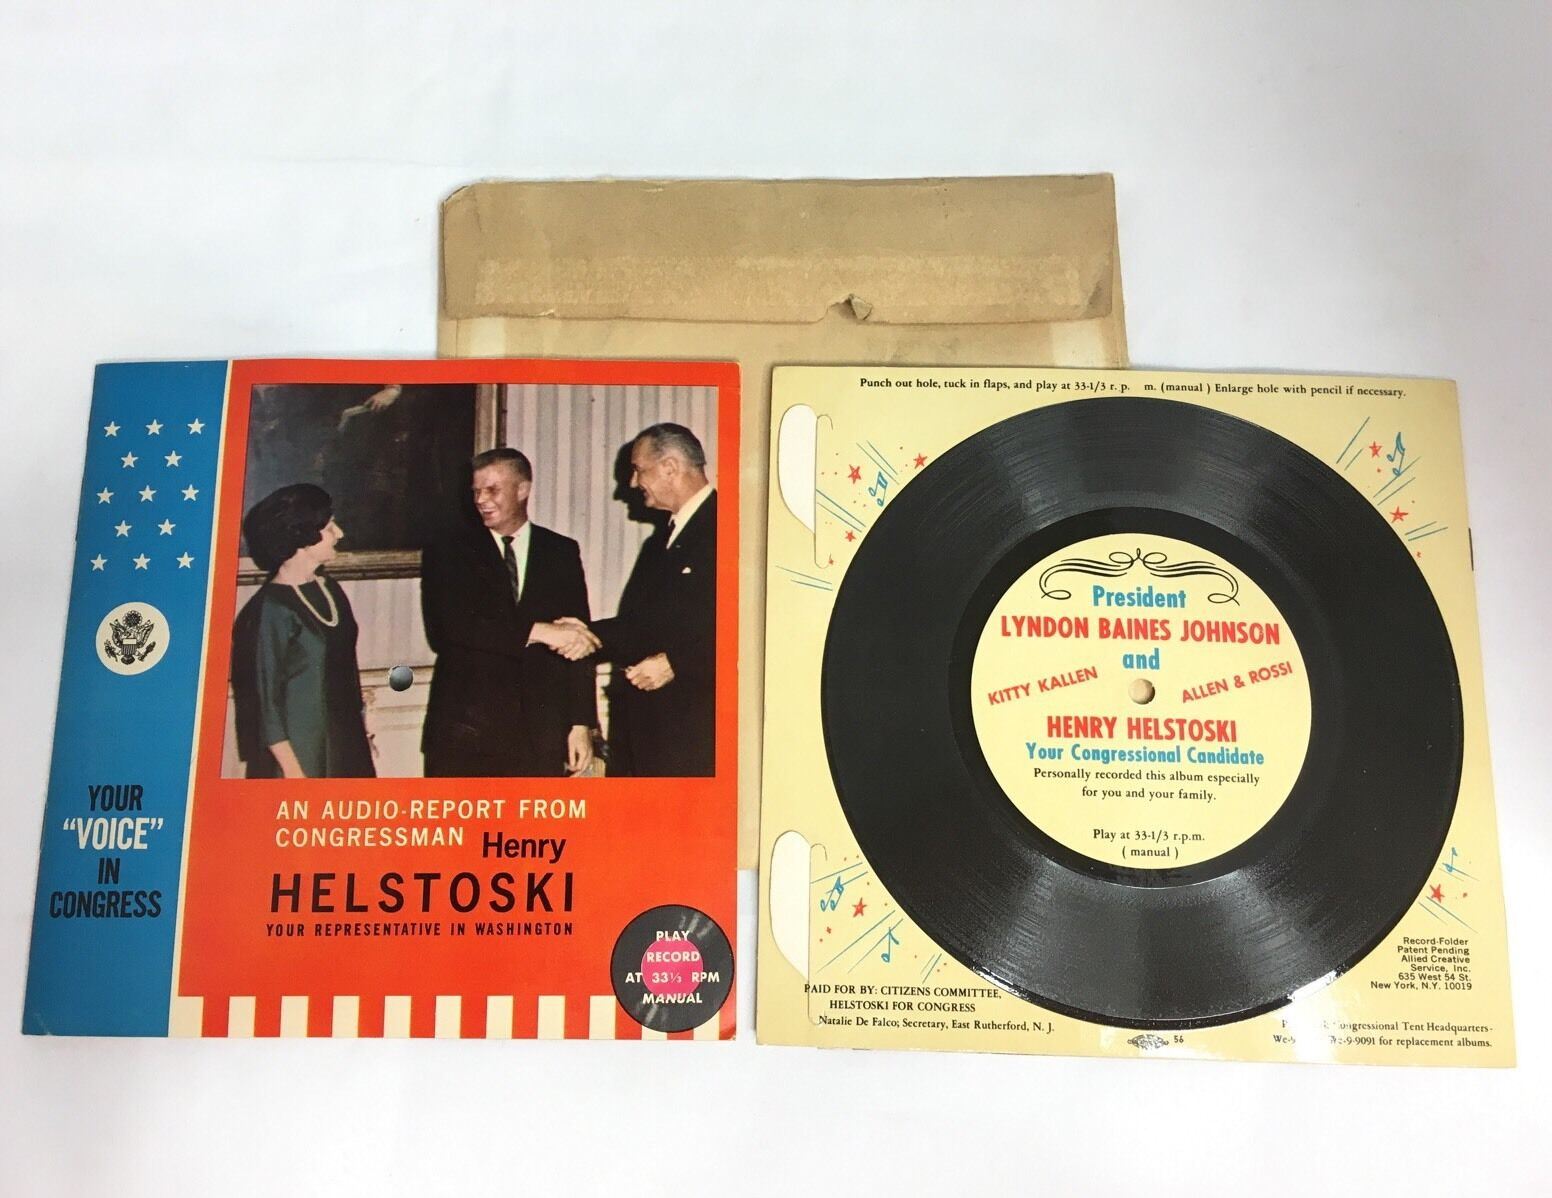 YOUR
"VOICE"
IN
CONGRESS
AN AUDIO-REPORT FROM
CONGRESSMAN Henry
HELSTOSKI
YOUR REPRESENTATIVE IN WASHINGTON
PLAY
RECORD
AT 33⅓ RPM
MANUAL
Punch out hole, tuck in flaps, and play at 33-1/3 r. p. m. (manual ) Enlarge hole with pencil if necessary.
President
LYNDON BAINES JOHNSON
and
KITTY KALLEN
ALLEN & ROSSI
HENRY HELSTOSKI
Your Congressional Candidate
Personally recorded this album especially
for you and your family.
Play at 33-1/3 r.p.m.
( manual )
Record-Folder
Patent Pending
Allied Creative
Service, Inc.
635 West 54 St.
New York, N.Y. 10019
PAID FOR BY: CITIZENS COMMITTEE,
HELSTOSKI FOR CONGRESS
Natalie De Falco; Secretary, East Rutherford, N. J.
56
Congressional Tent Headquarters-
9-9091 for replacement albums.